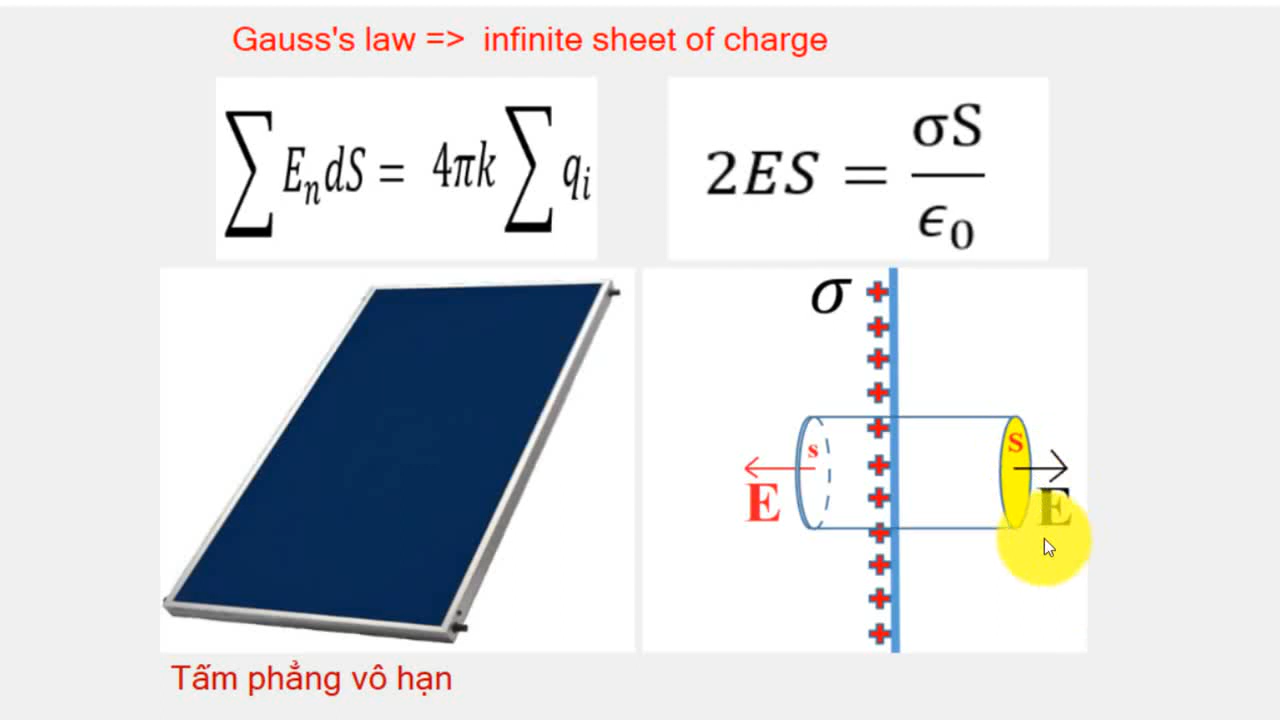 Gauss's law => infinite sheet of charge
∑ EₙdS = 4πk ∑ qᵢ
2ES = σS/ϵ₀
σ
s
S
E
E
Tấm phẳng vô hạn